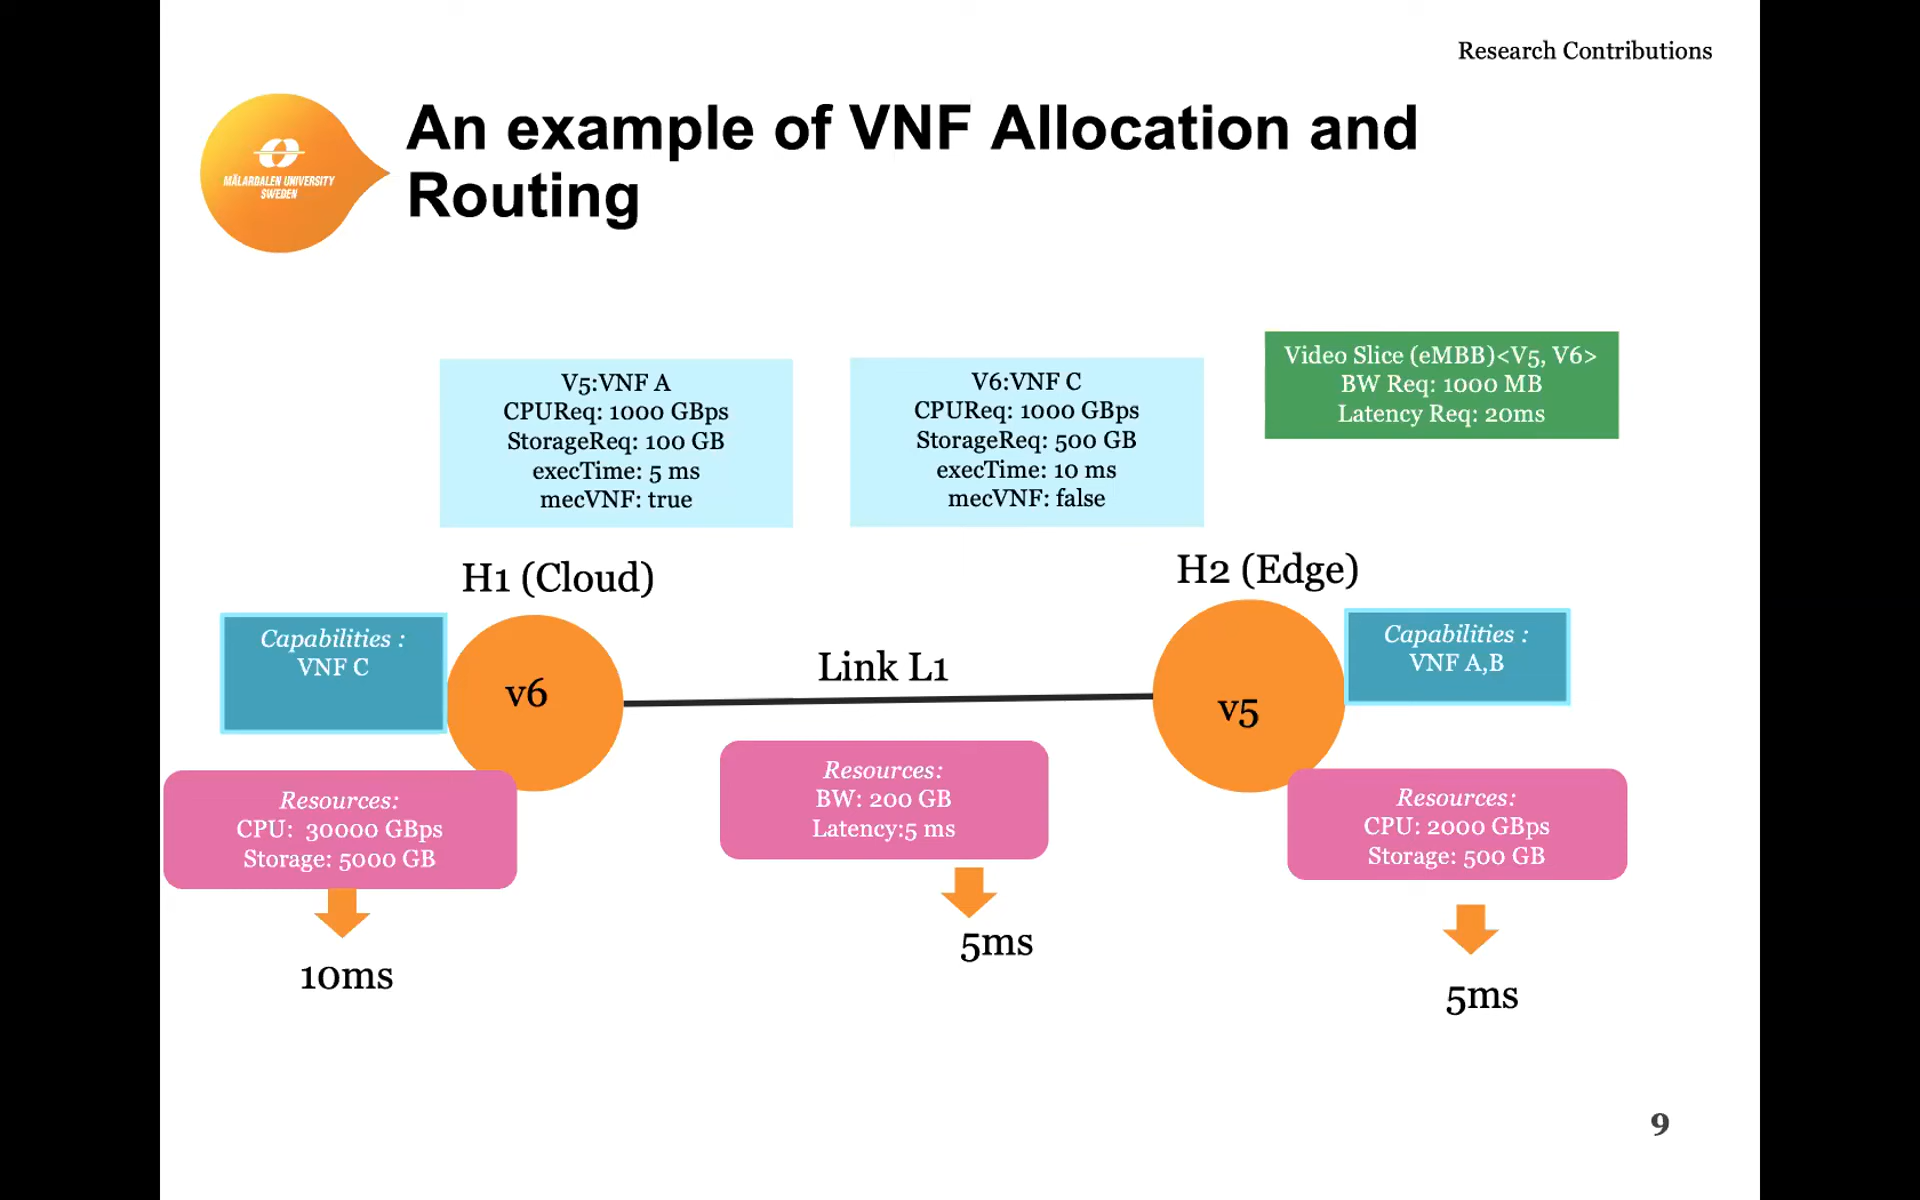 Research Contributions
MÄLARDALEN UNIVERSITY
SWEDEN
An example of VNF Allocation and
Routing
V5:VNF A
CPUReq: 1000 GBps
StorageReq: 100 GB
execTime: 5 ms
mecVNF: true
V6:VNF C
CPUReq: 1000 GBps
StorageReq: 500 GB
execTime: 10 ms
mecVNF: false
Video Slice (eMBB)<V5, V6>
BW Req: 1000 MB
Latency Req: 20ms
H1 (Cloud)
H2 (Edge)
Capabilities :
VNF C
v6
Link L1
v5
Capabilities :
VNF A,B
Resources:
CPU: 30000 GBps
Storage: 5000 GB
Resources:
BW: 200 GB
Latency:5 ms
Resources:
CPU: 2000 GBps
Storage: 500 GB
10ms
5ms
5ms
9